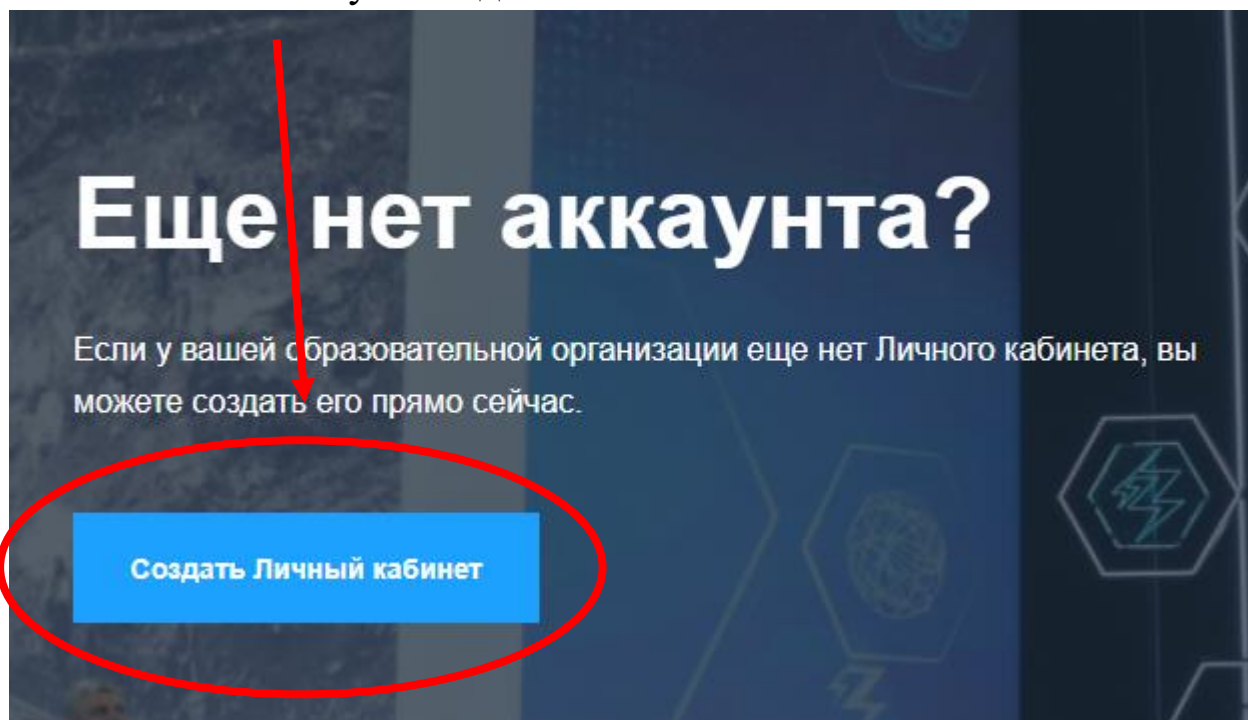 Еще нет аккаунта?
Если у вашей образовательной организации еще нет Личного кабинета, вы
можете создать его прямо сейчас.
Создать Личный кабинет